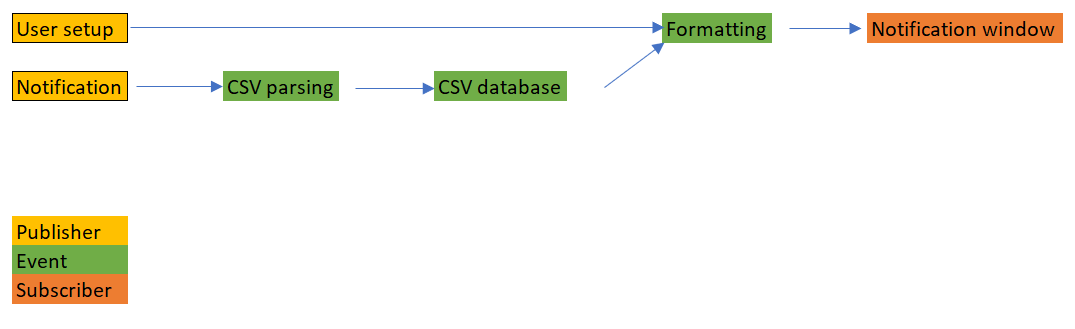 User setup
Formatting
Notification window
Notification
CSV parsing
CSV database
Publisher
Event
Subscriber